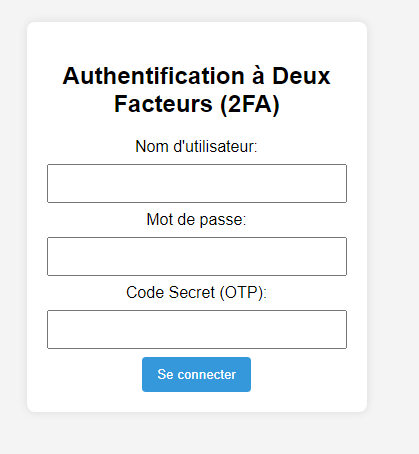 Authentification à Deux
Facteurs (2FA)
Nom d'utilisateur:
Mot de passe:
Code Secret (OTP):
Se connecter